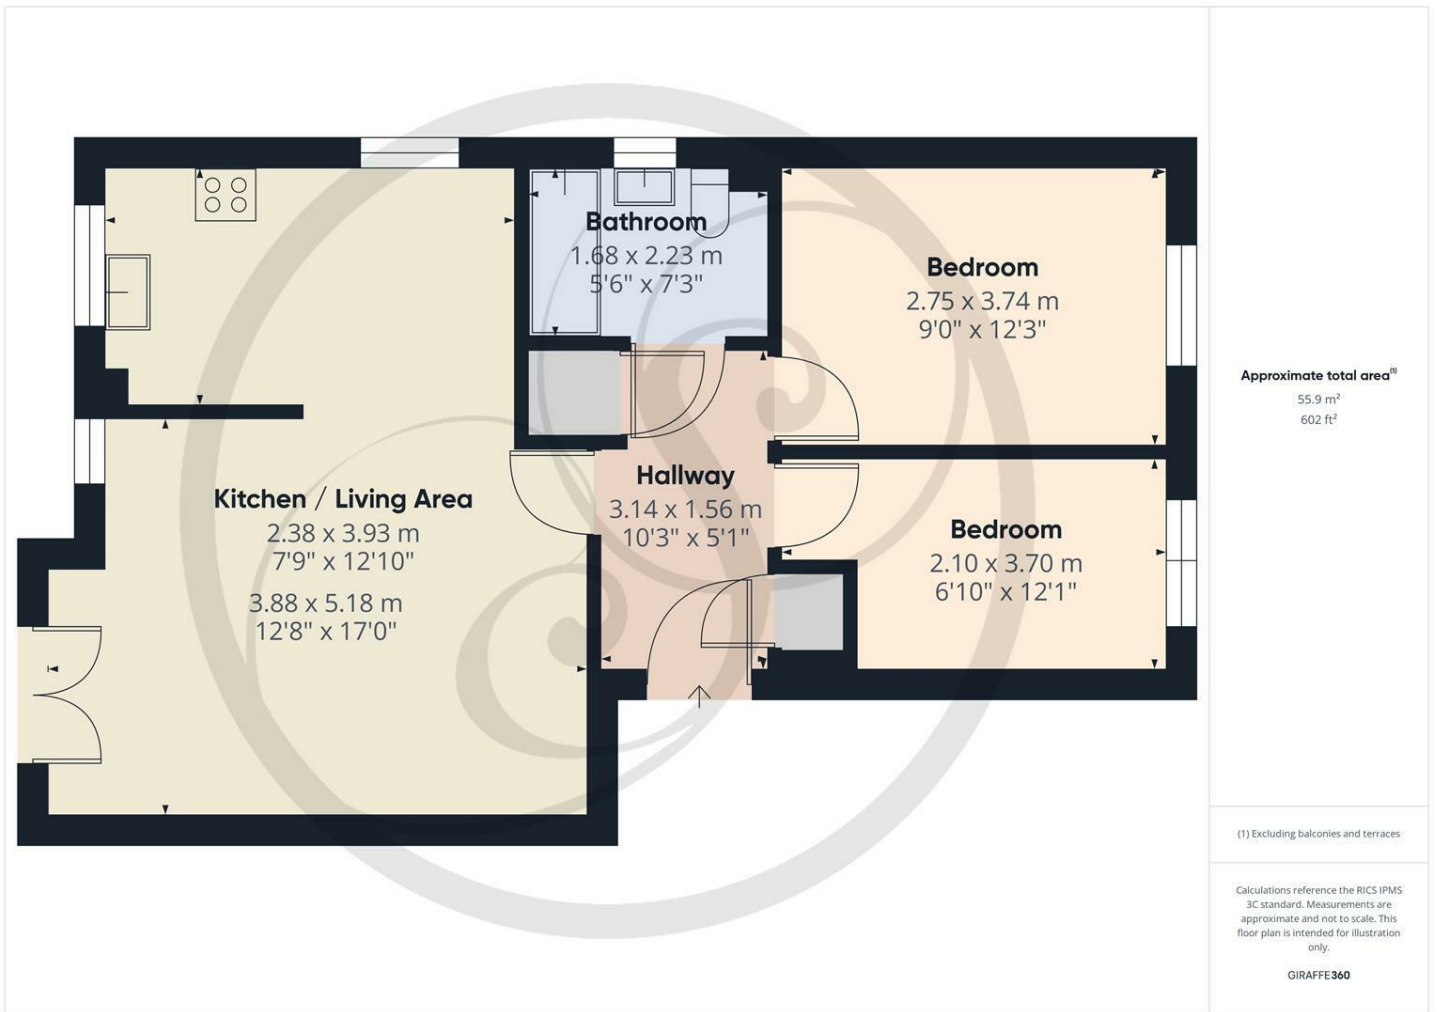 Bathroom
1.68 x 2.23 m
5'6" x 7'3"
Bedroom
2.75 x 3.74 m
9'0" x 12'3"
Kitchen / Living Area
2.38 x 3.93 m
7'9" x 12'10"
3.88 x 5.18 m
12'8" x 17'0"
Hallway
3.14 x 1.56 m
10'3" x 5'1"
Bedroom
2.10 x 3.70 m
6'10" x 12'1"
Approximate total area(1)
55.9 m²
602 ft²
(1) Excluding balconies and terraces
Calculations reference the RICS IPMS
3C standard. Measurements are
approximate and not to scale. This
floor plan is intended for illustration
only.
GIRAFFE360